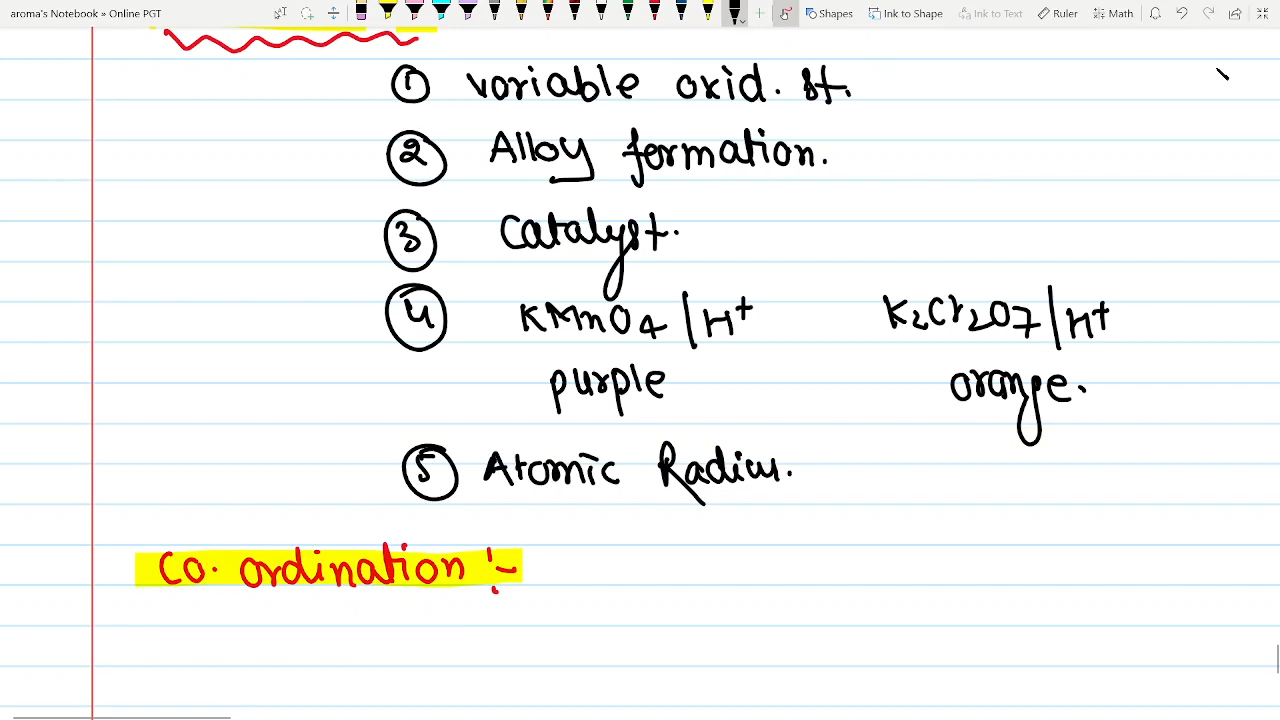 aroma's Notebook » Online PGT
Shapes Ink to Shape Ink to Text Ruler Math
① variable oxid. st.
② Alloy formation.
③ Catalyst.
④ KMnO4 / H+ K2Cr2O7 / H+
purple orange.
⑤ Atomic Radius.
Co. ordination :-